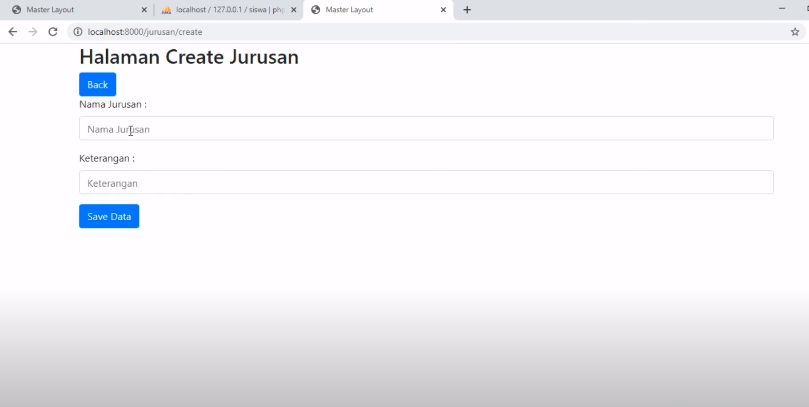 Master Layout
localhost / 127.0.0.1 / siswa | php
Master Layout
localhost:8000/jurusan/create
Halaman Create Jurusan
Back
Nama Jurusan :
Nama Jurusan
Keterangan :
Keterangan
Save Data